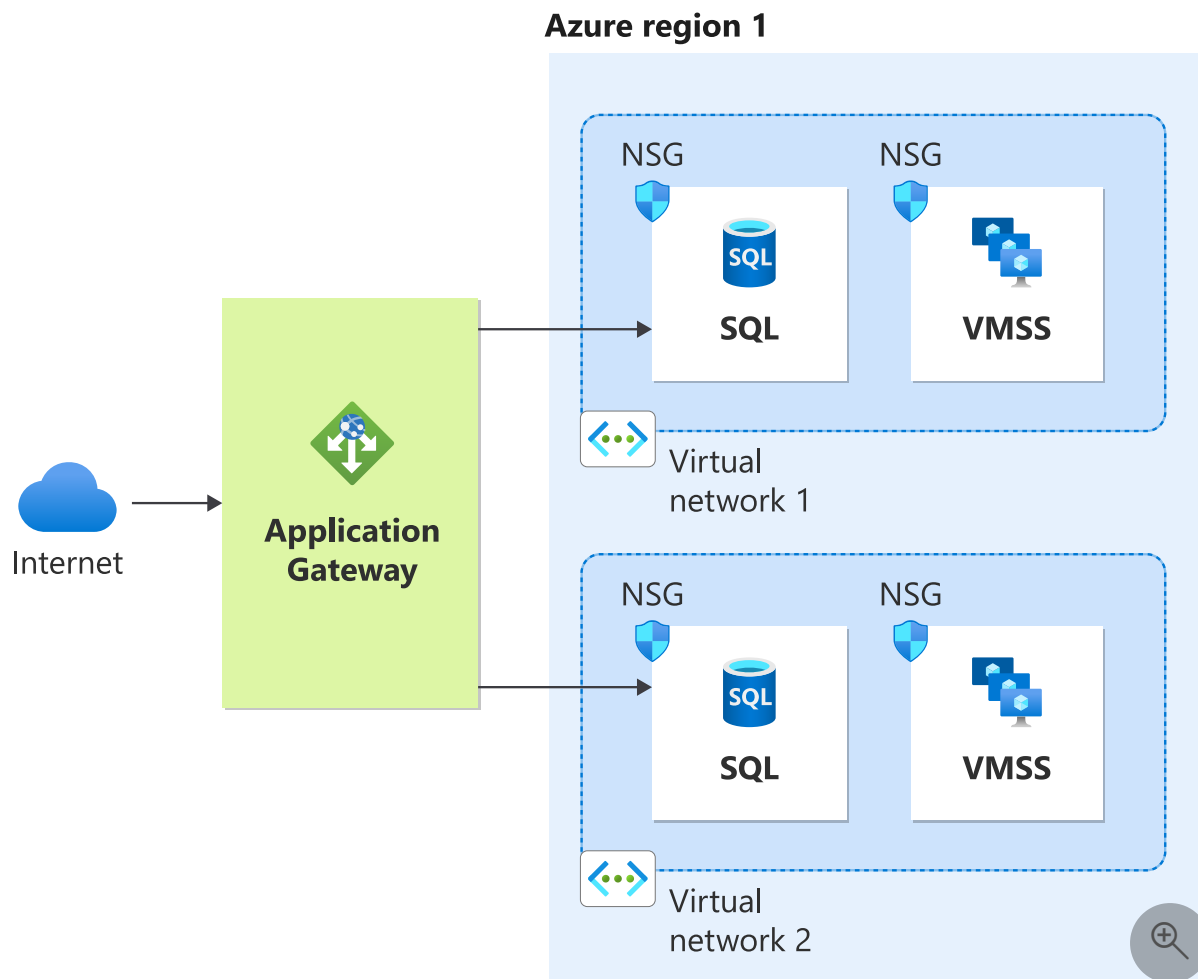 Azure region 1
NSG
NSG
SQL
SQL
VMSS
Virtual
network 1
Internet
Application
Gateway
NSG
NSG
SQL
SQL
VMSS
Virtual
network 2